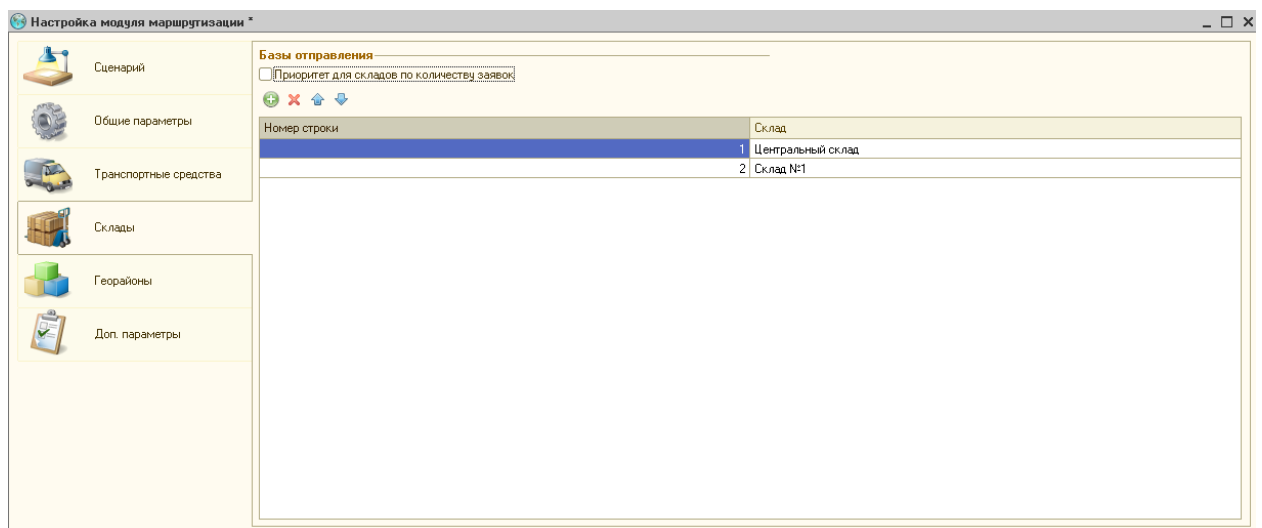 Настройка модуля маршрутизации *
Сценарий
Общие параметры
Транспортные средства
Склады
Георайоны
Доп. параметры
Базы отправления
Приоритет для складов по количеству заявок
Номер строки Склад
1 Центральный склад
2 Склад №1